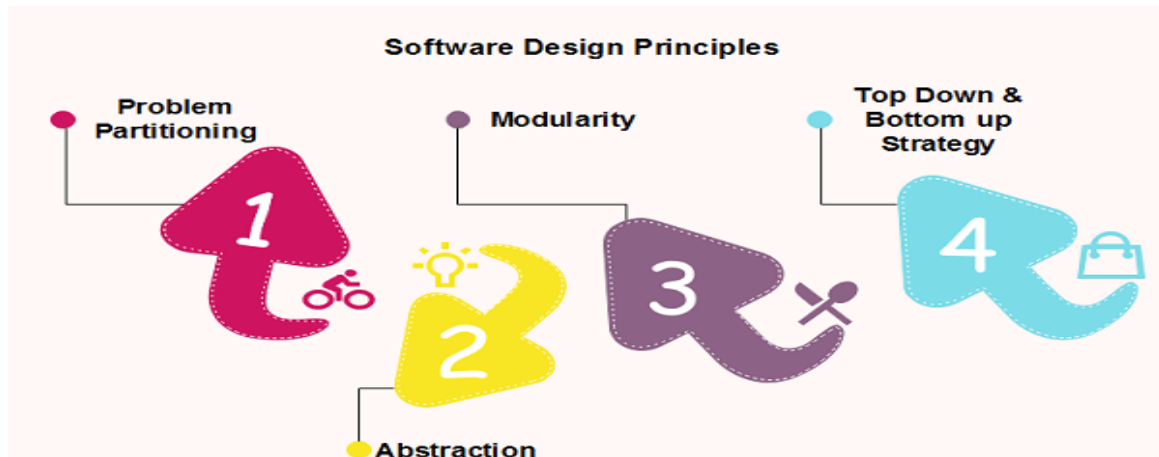 Software Design Principles
Problem
Partitioning
1
2
Abstraction
Modularity
3
Top Down &
Bottom up
Strategy
4